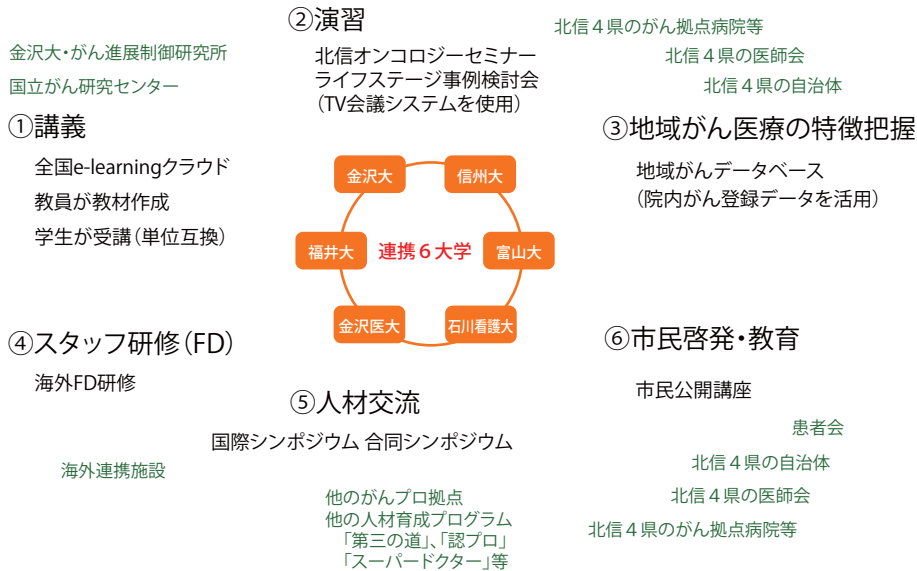 金沢大・がん進展制御研究所
国立がん研究センター
①講義
全国e-learningクラウド
教員が教材作成
学生が受講（単位互換）
②演習
北信オンコロジーセミナー
ライフステージ事例検討会
（TV会議システムを使用）
北信４県のがん拠点病院等
北信４県の医師会
北信４県の自治体
③地域がん医療の特徴把握
地域がんデータベース
（院内がん登録データを活用）
金沢大
信州大
福井大
連携６大学
富山大
金沢医大
石川看護大
④スタッフ研修（FD）
海外FD研修
海外連携施設
⑤人材交流
国際シンポジウム 合同シンポジウム
他のがんプロ拠点
他の人材育成プログラム
「第三の道」、「認プロ」
「スーパードクター」等
⑥市民啓発・教育
市民公開講座
患者会
北信４県の自治体
北信４県の医師会
北信４県のがん拠点病院等